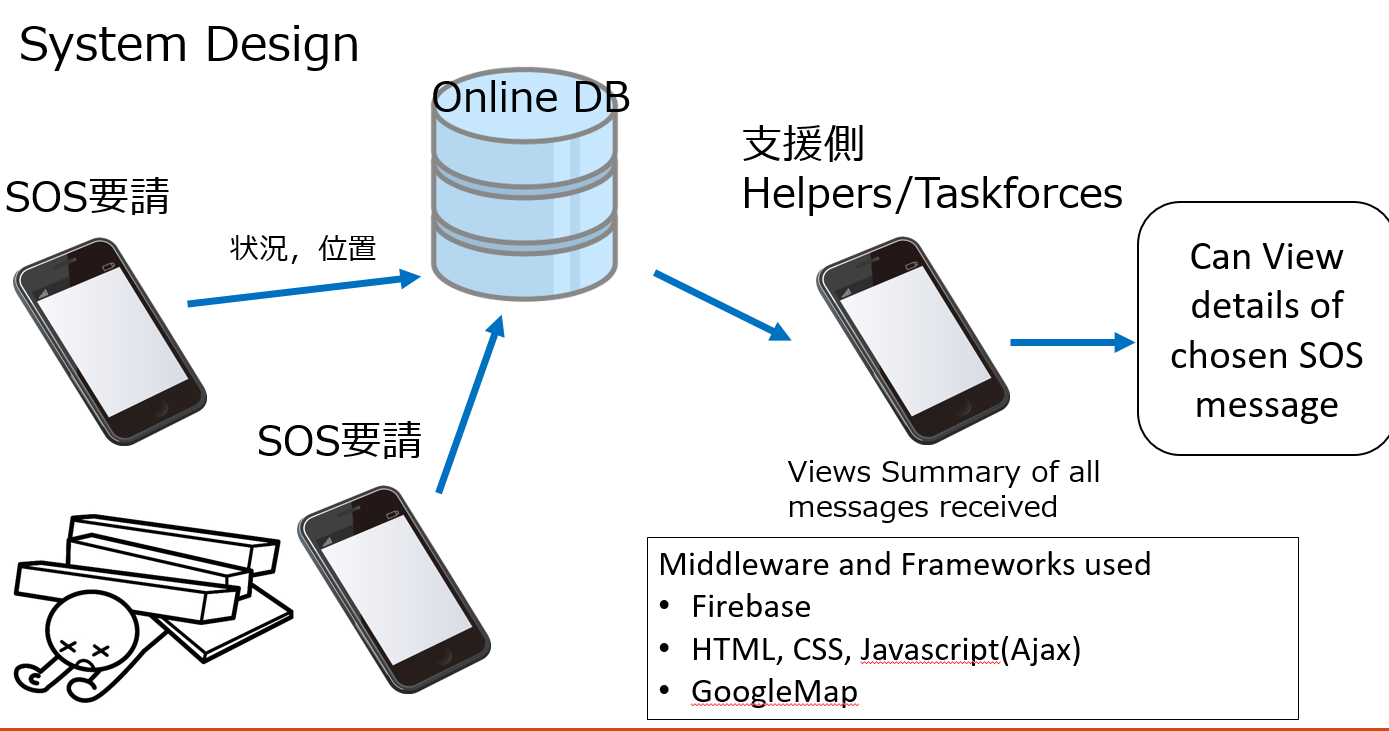 System Design
Online DB
支援側
Helpers/Taskforces
SOS要請
状況，位置
Can View
details of
chosen SOS
message
SOS要請
Views Summary of all
messages received
Middleware and Frameworks used
• Firebase
• HTML, CSS, Javascript(Ajax)
• GoogleMap